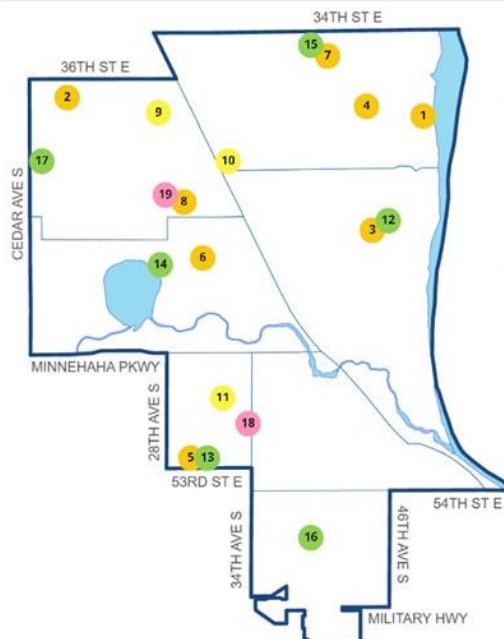 34TH ST E
15
7
36TH ST E
2
9
4
1
17
10
19
8
12
3
CEDAR AVE S
14
6
MINNEHAHA PKWY
28TH AVE S
11
18
5
13
53RD ST E
54TH ST E
34TH AVE S
16
46TH AVE S
MILITARY HWY